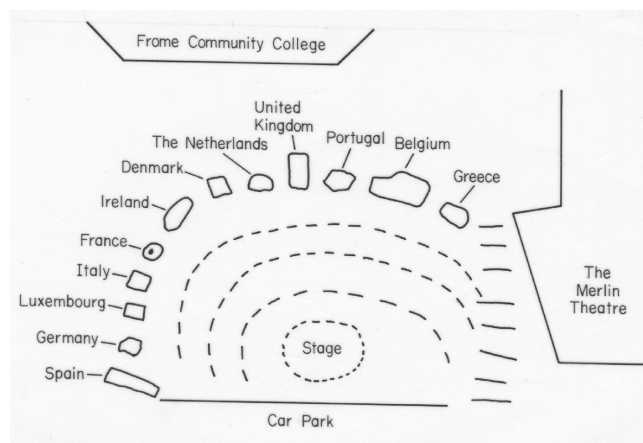 Frome Community College
United
Kingdom
The Netherlands
Portugal
Belgium
Denmark
Greece
Ireland
France
Italy
Luxembourg
Germany
Spain
Stage
The
Merlin
Theatre
Car Park